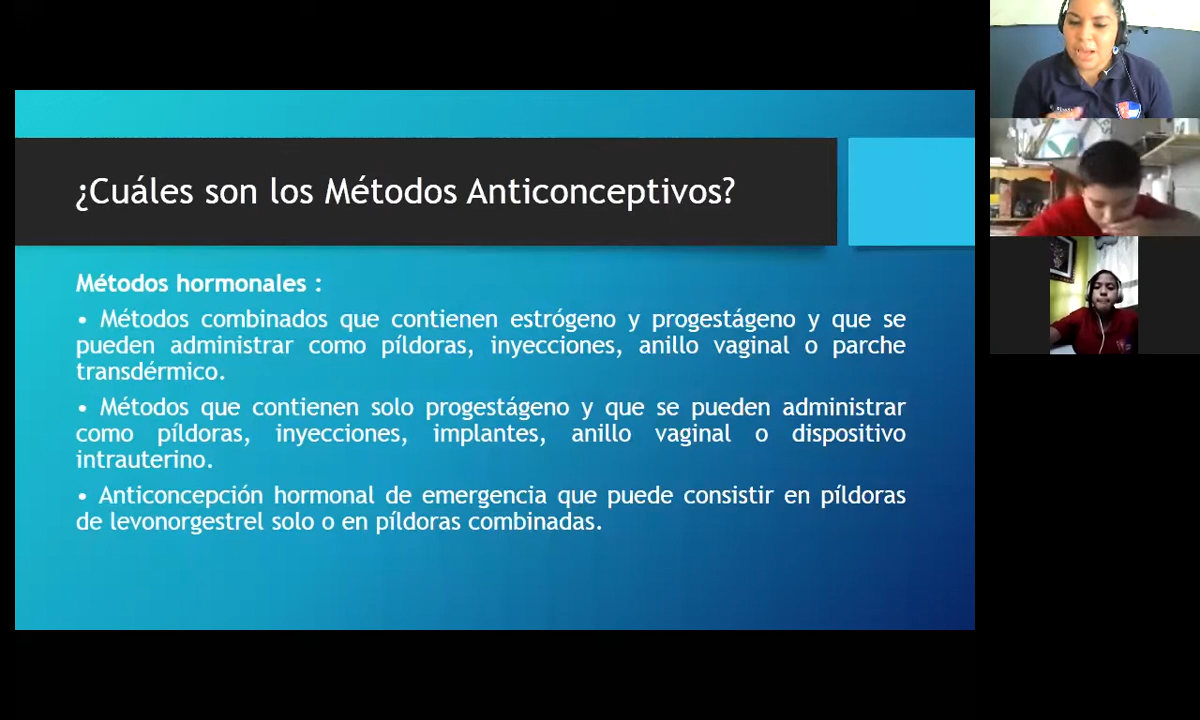 ¿Cuáles son los Métodos Anticonceptivos?
Métodos hormonales :
• Métodos combinados que contienen estrógeno y progestágeno y que se
pueden administrar como píldoras, inyecciones, anillo vaginal o parche
transdérmico.
• Métodos que contienen solo progestágeno y que se pueden administrar
como píldoras, inyecciones, implantes, anillo vaginal o dispositivo
intrauterino.
• Anticoncepción hormonal de emergencia que puede consistir en píldoras
de levonorgestrel solo o en píldoras combinadas.